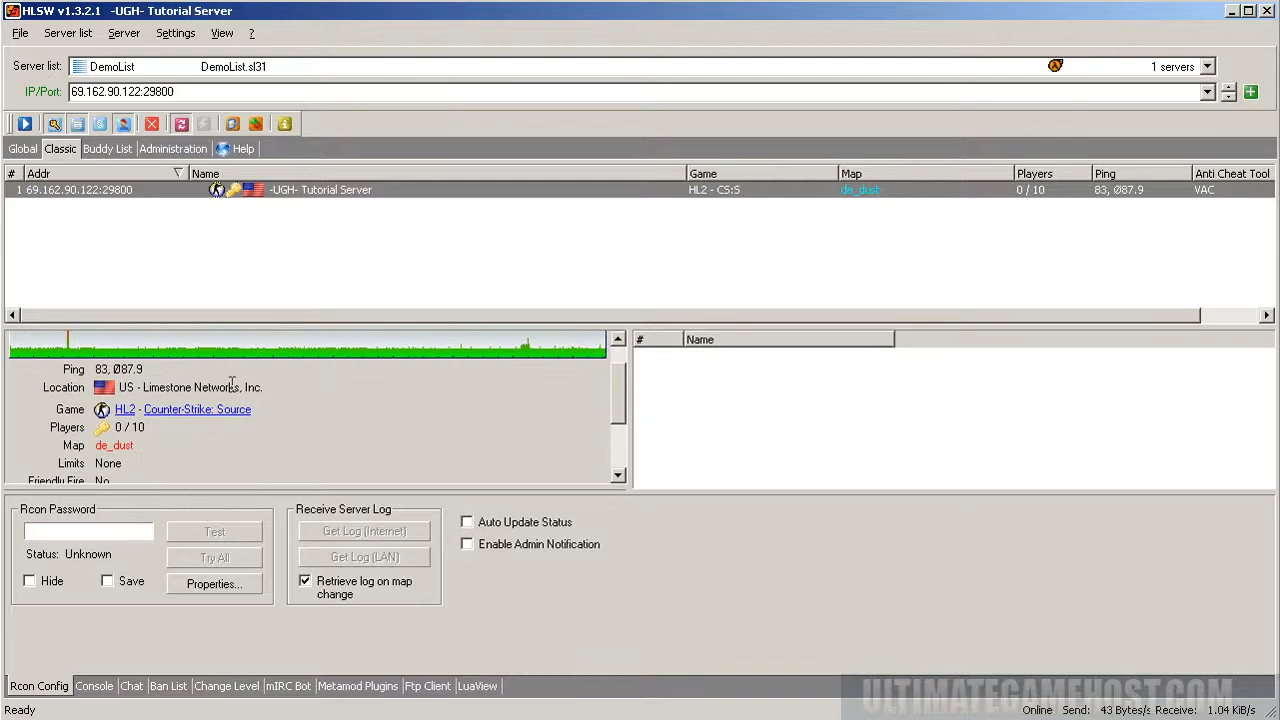 HLSW v1.3.2.1 -UGH- Tutorial Server
File Server list Server Settings View ?
Server list: DemoList DemoList.sl31 1 servers
IP/Port: 69.162.90.122:29800
Global Classic Buddy List Administration Help
# Addr Name Game Map Players Ping Anti Cheat Tool
1 69.162.90.122:29800 -UGH- Tutorial Server HL2 - CS:S de_dust 0 / 10 83, Ø87.9 VAC
# Name
Ping 83, Ø87.9
Location US - Limestone Networks, Inc.
Game HL2 - Counter-Strike: Source
Players 0 / 10
Map de_dust
Limits None
Friendly Fire No
Rcon Password
Test
Status: Unknown
Try All
Hide Save Properties...
Receive Server Log
Get Log (Internet)
Get Log (LAN)
Retrieve log on map
change
Auto Update Status
Enable Admin Notification
Rcon Config Console Chat Ban List Change Level mIRC Bot Metamod Plugins Ftp Client LuaView
ULTIMATEGAMEHOST.COM
Ready Online Send: 43 Bytes/s Receive: 1.04 KiB/s